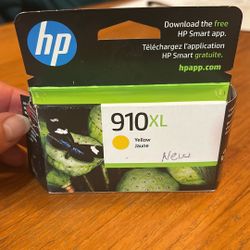 hp
Download the free
HP Smart app.
Téléchargez l'application
HP Smart gratuite.
hpapp.com
910XL
Yellow
Jaune
New